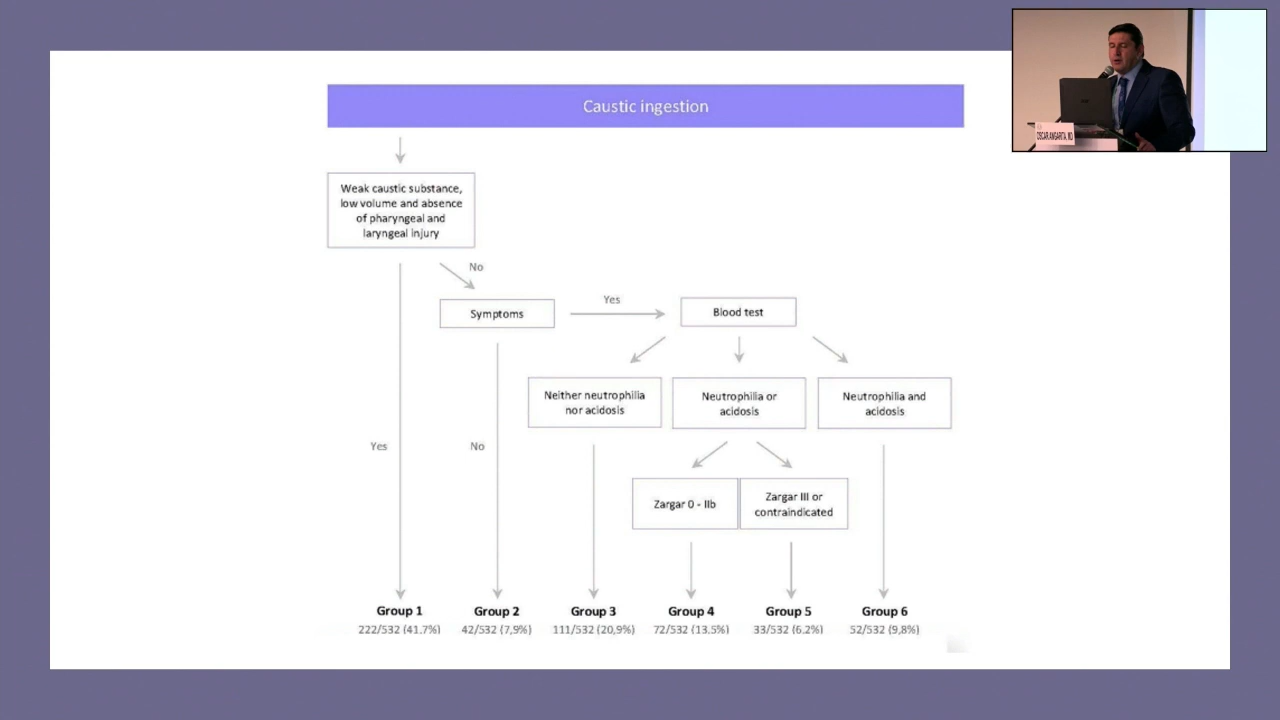 Caustic ingestion
Weak caustic substance,
low volume and absence
of pharyngeal and
laryngeal injury
No
Symptoms
Yes
Blood test
Neither neutrophilia
nor acidosis
Neutrophilia or
acidosis
Neutrophilia and
acidosis
Yes
No
Zargar 0 - IIb
Zargar III or
contraindicated
Group 1
222/532 (41,7%)
Group 2
42/532 (7,9%)
Group 3
111/532 (20,9%)
Group 4
72/532 (13,5%)
Group 5
33/532 (6,2%)
Group 6
52/532 (9,8%)
OSCAR ANGARITA, MD